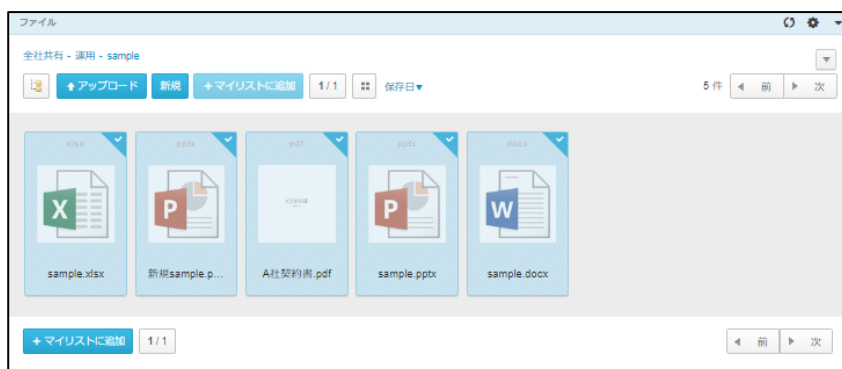 ファイル
全社共有 - 運用 - sample
アップロード 新規 +マイリストに追加 1/1 保存日▼ 5 件 前 次
xlsx pptx pdf pptx docx
X P P W
sample.xlsx 新規sample.p... A社契約書.pdf sample.pptx sample.docx
+マイリストに追加 1/1 前 次